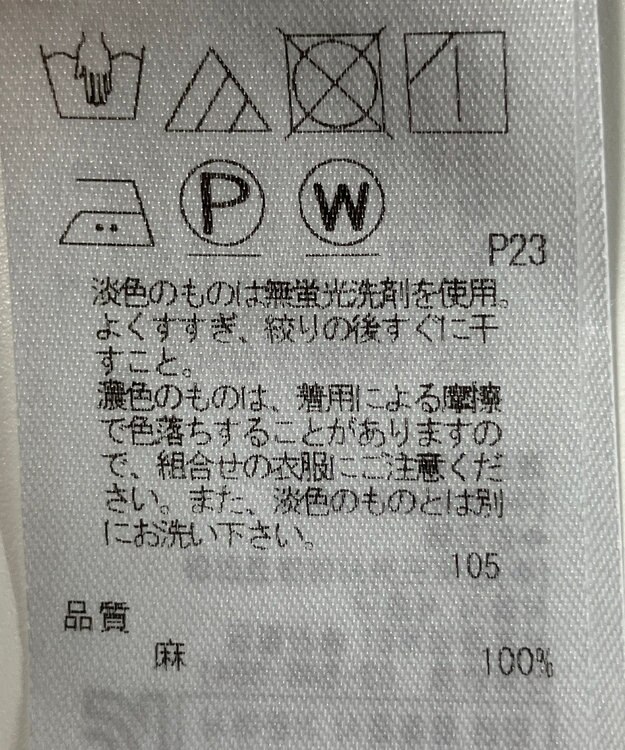 P W
P23
淡色のものは無蛍光洗剤を使用。
よくすすぎ、絞りの後すぐに干
すこと。
濃色のものは、着用による摩擦
で色落ちすることがありますの
で、組合せの衣服にご注意くだ
さい。また、淡色のものとは別
にお洗い下さい。
105
品質
麻 100%